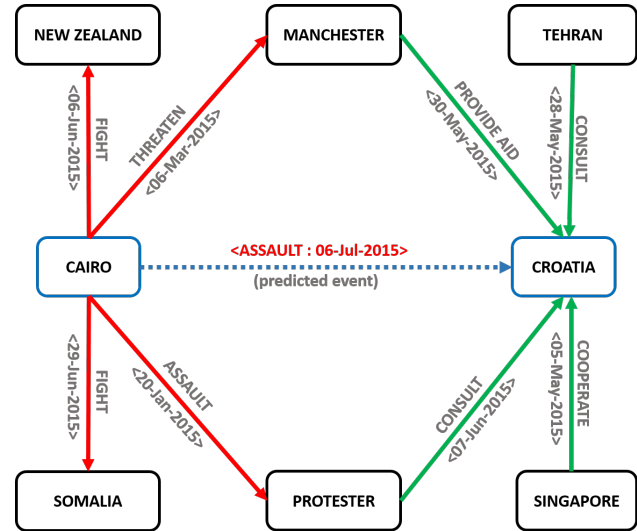 NEW ZEALAND
MANCHESTER
TEHRAN
FIGHT
<06-Jun-2015>
THREATEN
<06-Mar-2015>
PROVIDE AID
<30-May-2015>
CONSULT
<28-May-2015>
CAIRO
<ASSAULT : 06-Jul-2015>
(predicted event)
CROATIA
FIGHT
<29-Jun-2015>
ASSAULT
<20-Jan-2015>
CONSULT
<07-Jun-2015>
COOPERATE
<05-May-2015>
SOMALIA
PROTESTER
SINGAPORE